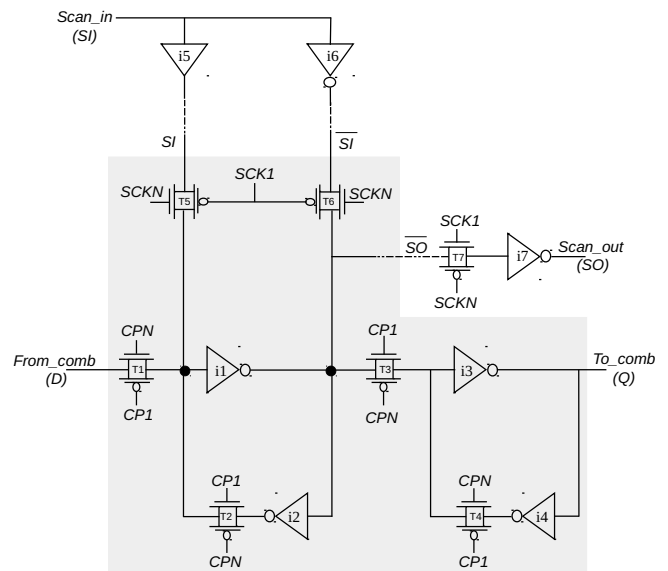 Scan_in
(SI)
i5
i6
SI
SI
SCKN
T5
SCK1
T6
SCKN
SCK1
SO
T7
i7
Scan_out
(SO)
SCKN
CPN
CP1
From_comb
(D)
T1
i1
T3
i3
To_comb
(Q)
CP1
CPN
CP1
CPN
T2
i2
T4
i4
CPN
CP1